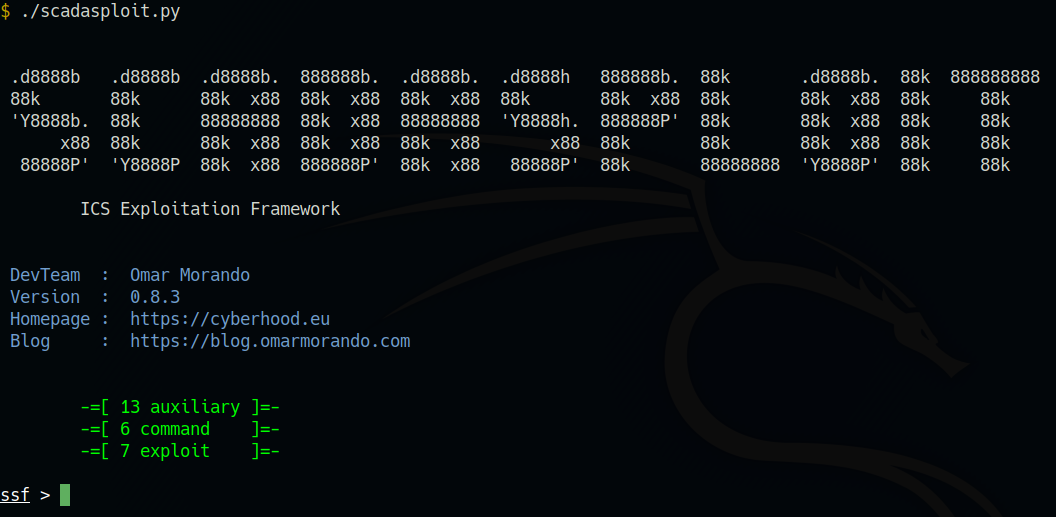 $ ./scadasploit.py
.d8888b   .d8888b  .d8888b.  888888b.  .d8888b.  .d8888h   888888b.  88k       .d8888b.  88k  888888888
88k       88k      88k  x88  88k  x88  88k  x88  88k       88k  x88  88k       88k  x88  88k     88k
'Y8888b.  88k      88888888  88k  x88  88888888  'Y8888h.  888888P'  88k       88k  x88  88k     88k
     x88  88k      88k  x88  88k  x88  88k  x88       x88  88k       88k       88k  x88  88k     88k
 88888P'  'Y8888P  88k  x88  888888P'  88k  x88   88888P'  88k       88888888  'Y8888P'  88k     88k
ICS Exploitation Framework
DevTeam  :  Omar Morando
Version  :  0.8.3
Homepage :  https://cyberhood.eu
Blog     :  https://blog.omarmorando.com
-=[ 13 auxiliary ]=-
-=[ 6 command    ]=-
-=[ 7 exploit    ]=-
ssf >